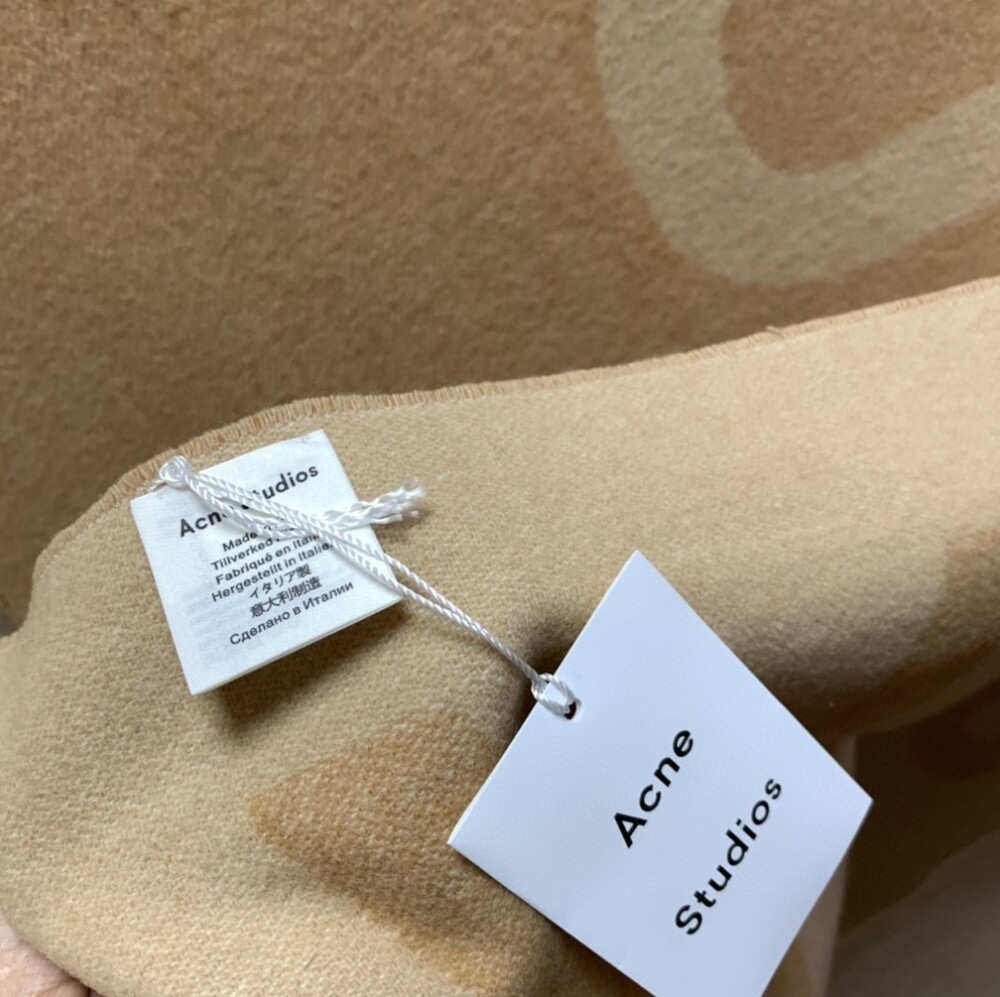 Acne Studios
Made
Tillverked
Fabriqué en Italie
Hergestellt in Italien
イタリア製
意大利制造
Сделано в Италии
Acne
Studios